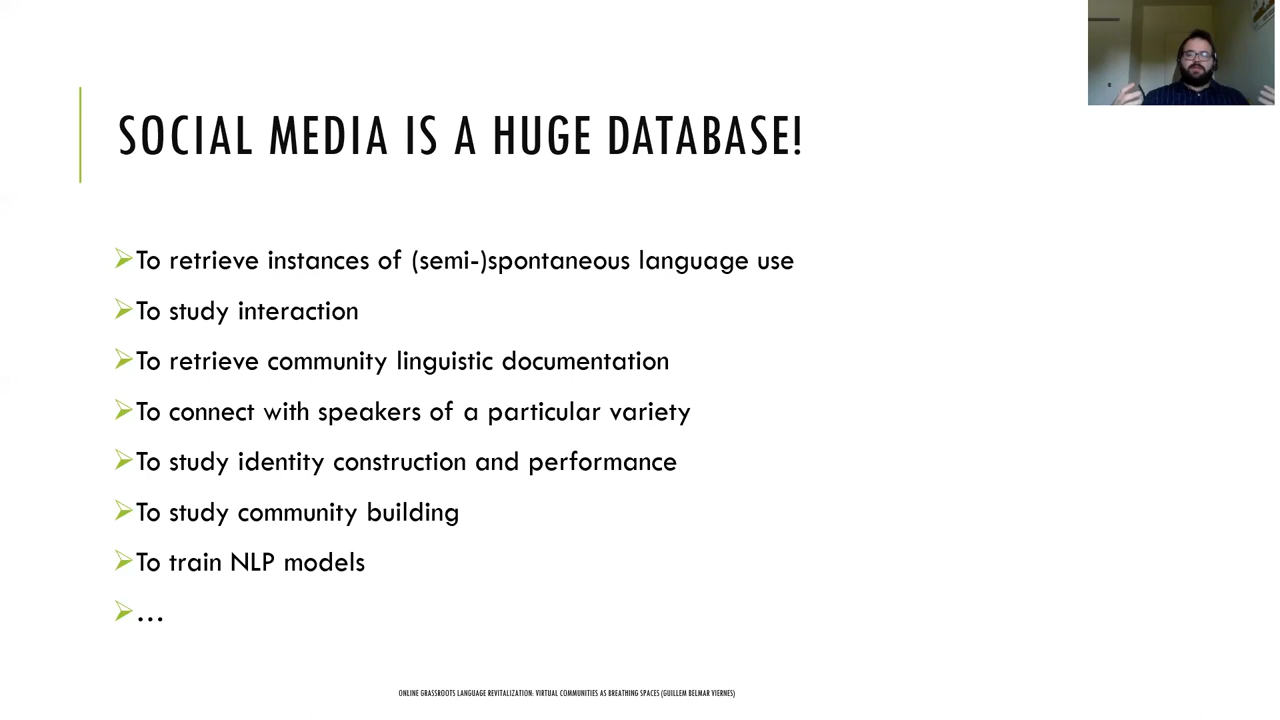 SOCIAL MEDIA IS A HUGE DATABASE!
➢To retrieve instances of (semi-)spontaneous language use
➢To study interaction
➢To retrieve community linguistic documentation
➢To connect with speakers of a particular variety
➢To study identity construction and performance
➢To study community building
➢To train NLP models
➢...
ONLINE GRASSROOTS LANGUAGE REVITALIZATION: VIRTUAL COMMUNITIES AS BREATHING SPACES (GUILLEM BELMAR VIERNES)